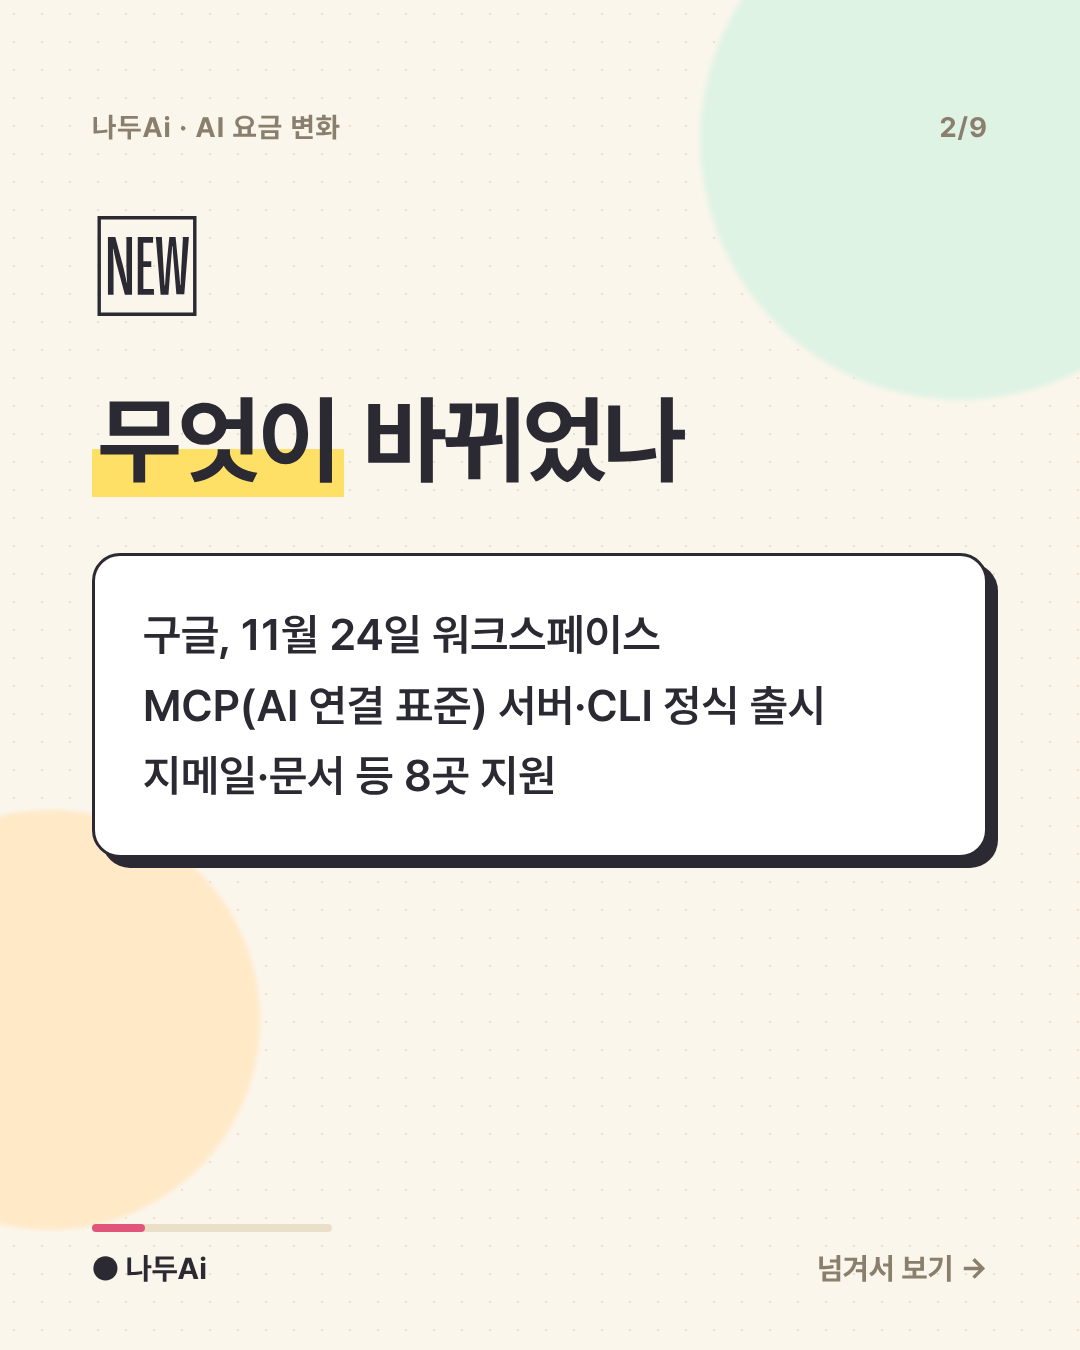 나두Ai · AI 요금 변화
2/9
NEW
무엇이 바뀌었나
구글, 11월 24일 워크스페이스
MCP(AI 연결 표준) 서버·CLI 정식 출시
지메일·문서 등 8곳 지원
● 나두Ai
넘겨서 보기 →